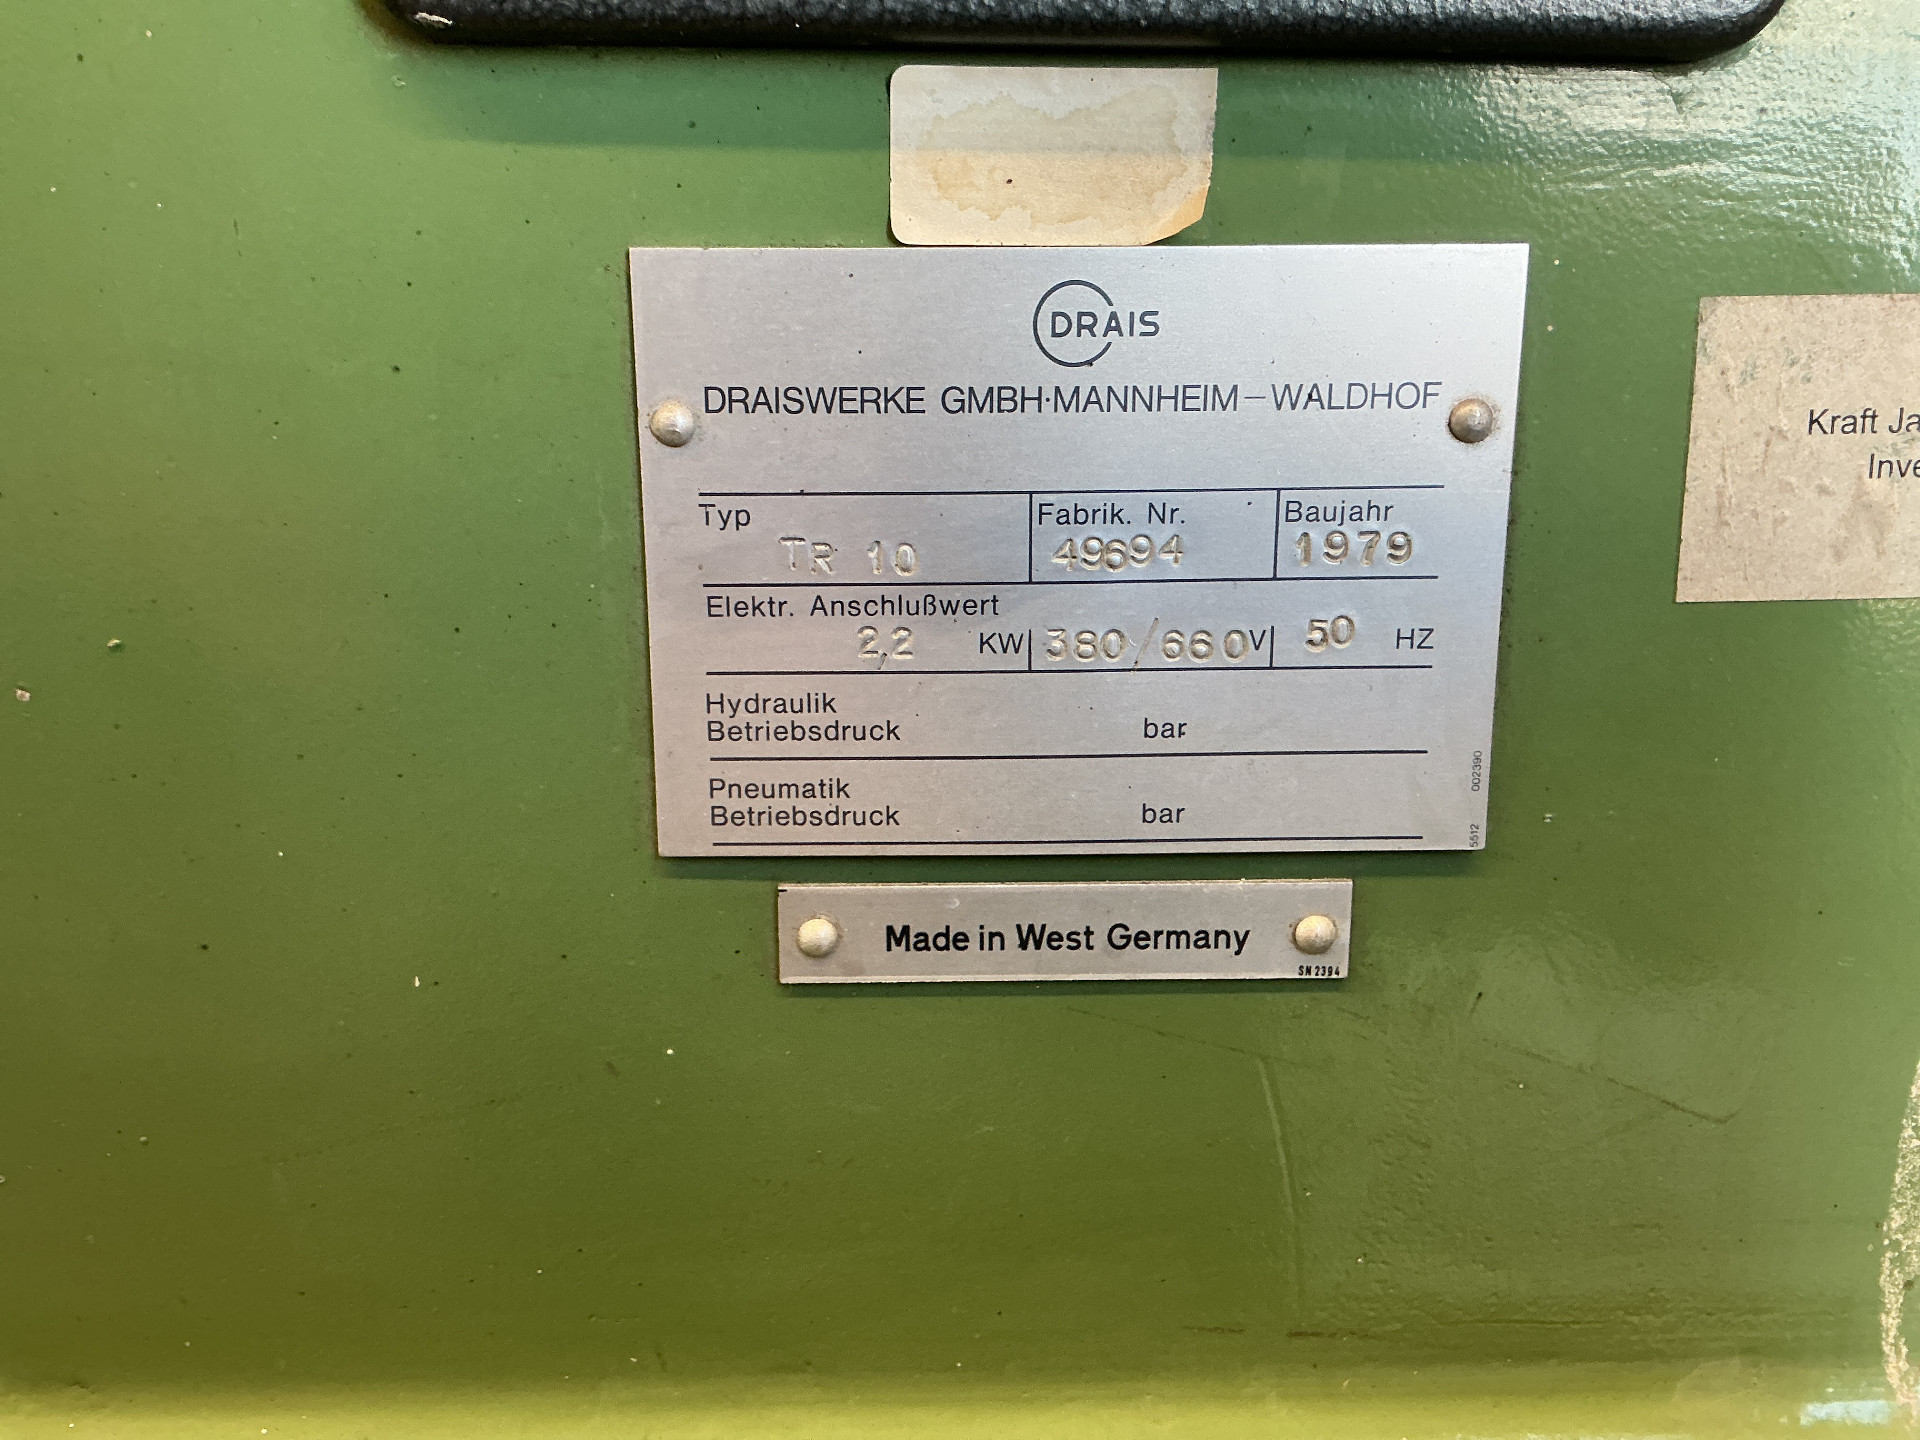 DRAIS
DRAISWERKE GMBH·MANNHEIM–WALDHOF
Typ Fabrik. Nr. Baujahr
TR 10 49694 1979
Elektr. Anschlußwert
2,2 KW 380/660 V 50 HZ
Hydraulik
Betriebsdruck bar
Pneumatik
Betriebsdruck bar
5512 002390
Made in West Germany
SN 2394
Kraft Ja
Inve